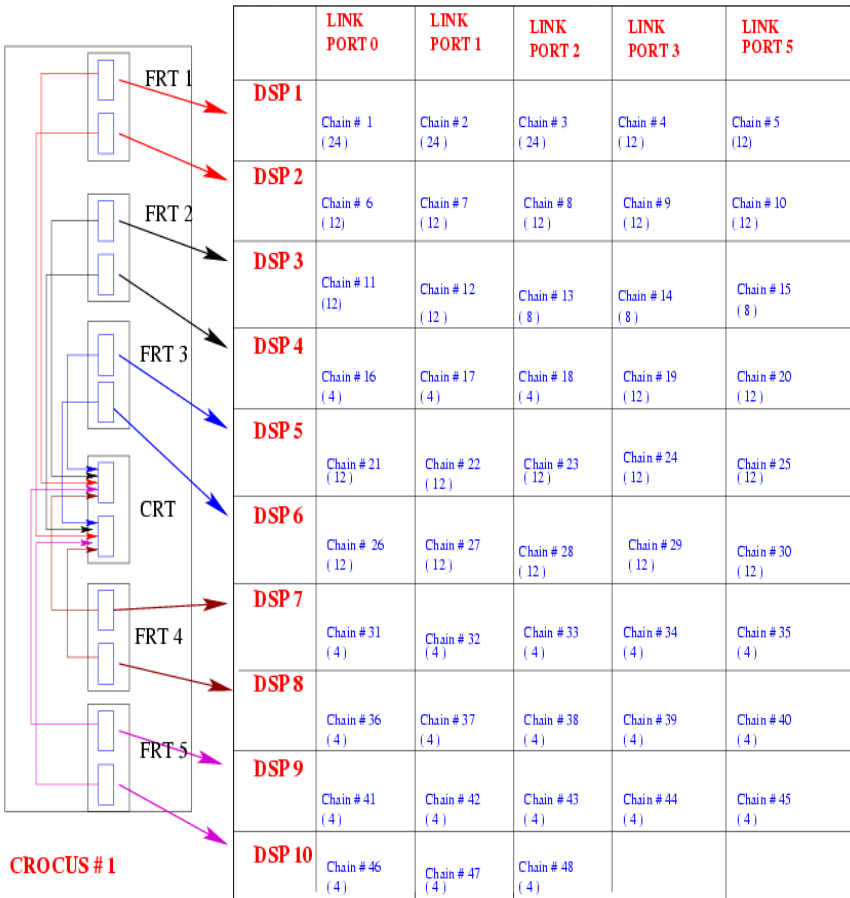 LINK PORT 0
LINK PORT 1
LINK PORT 2
LINK PORT 3
LINK PORT 5
FRT 1
FRT 2
FRT 3
CRT
FRT 4
FRT 5
CROCUS # 1
DSP 1
Chain # 1
( 24 )
Chain # 2
( 24 )
Chain # 3
( 24 )
Chain # 4
( 12 )
Chain # 5
(12)
DSP 2
Chain # 6
( 12)
Chain # 7
( 12 )
Chain # 8
( 12 )
Chain # 9
( 12 )
Chain # 10
( 12 )
DSP 3
Chain # 11
(12)
Chain # 12
( 12 )
Chain # 13
( 8 )
Chain # 14
( 8 )
Chain # 15
( 8 )
DSP 4
Chain # 16
( 4 )
Chain # 17
( 4 )
Chain # 18
( 4 )
Chain # 19
( 12 )
Chain # 20
( 12 )
DSP 5
Chain # 21
( 12 )
Chain # 22
( 12 )
Chain # 23
( 12 )
Chain # 24
( 12 )
Chain # 25
( 12 )
DSP 6
Chain # 26
( 12 )
Chain # 27
( 12 )
Chain # 28
( 12 )
Chain # 29
( 12 )
Chain # 30
( 12 )
DSP 7
Chain # 31
( 4 )
Chain # 32
( 4 )
Chain # 33
( 4 )
Chain # 34
( 4 )
Chain # 35
( 4 )
DSP 8
Chain # 36
( 4 )
Chain # 37
( 4 )
Chain # 38
( 4 )
Chain # 39
( 4 )
Chain # 40
( 4 )
DSP 9
Chain # 41
( 4 )
Chain # 42
( 4 )
Chain # 43
( 4 )
Chain # 44
( 4 )
Chain # 45
( 4 )
DSP 10
Chain # 46
( 4 )
Chain # 47
( 4 )
Chain # 48
( 4 )